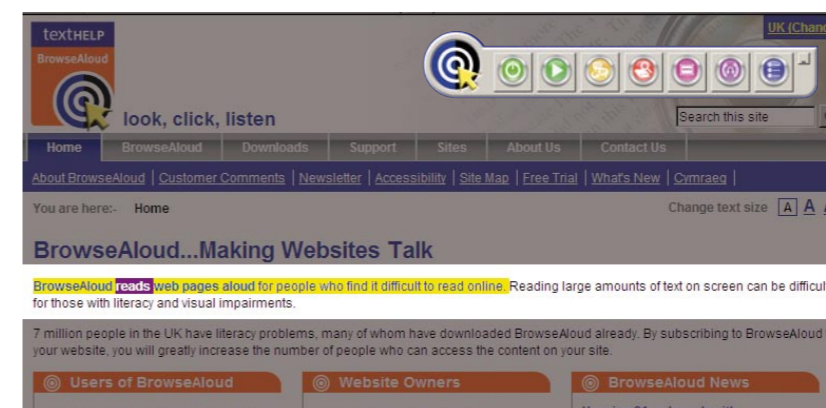 textHELP
BrowseAloud
look, click, listen
UK (Chan
Search this site
Home BrowseAloud Downloads Support Sites About Us Contact Us
About BrowseAloud | Customer Comments | Newsletter | Accessibility | Site Map | Free Trial | What's New | Cymraeg |
You are here:- Home Change text size A A
BrowseAloud...Making Websites Talk
BrowseAloud reads web pages aloud for people who find it difficult to read online. Reading large amounts of text on screen can be difficul
for those with literacy and visual impairments.
7 million people in the UK have literacy problems, many of whom have downloaded BrowseAloud already. By subscribing to BrowseAloud
your website, you will greatly increase the number of people who can access the content on your site.
Users of BrowseAloud Website Owners BrowseAloud News